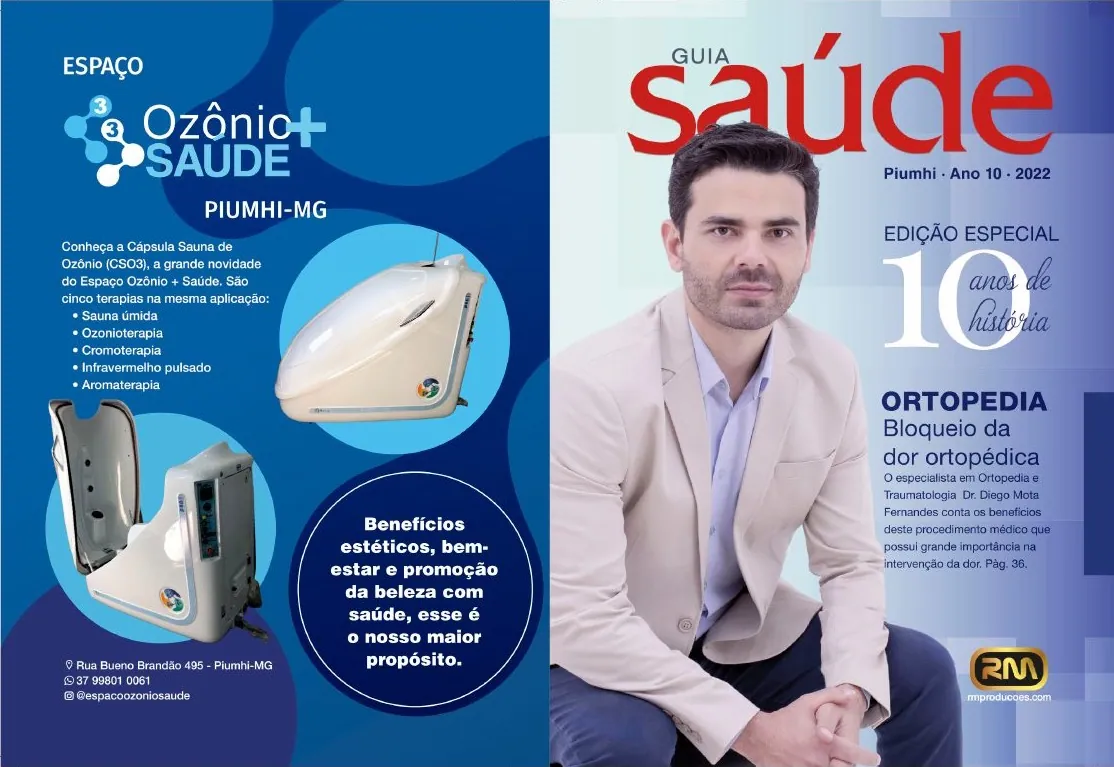 ESPAÇO
3
3
Ozônio+
SAÚDE
PIUMHI-MG
Conheça a Cápsula Sauna de
Ozônio (CSO3), a grande novidade
do Espaço Ozônio + Saúde. São
cinco terapias na mesma aplicação:
• Sauna úmida
• Ozonioterapia
• Cromoterapia
• Infravermelho pulsado
• Aromaterapia
Benefícios
estéticos, bem-
estar e promoção
da beleza com
saúde, esse é
o nosso maior
propósito.
Rua Bueno Brandão 495 - Piumhi-MG
37 99801 0061
@espacoozoniosaude
GUIA
saúde
Piumhi · Ano 10 · 2022
EDIÇÃO ESPECIAL
10 anos de
história
ORTOPEDIA
Bloqueio da
dor ortopédica
O especialista em Ortopedia e
Traumatologia Dr. Diego Mota
Fernandes conta os benefícios
deste procedimento médico que
possui grande importância na
intervenção da dor. Pàg. 36.
RM
rmproducoes.com